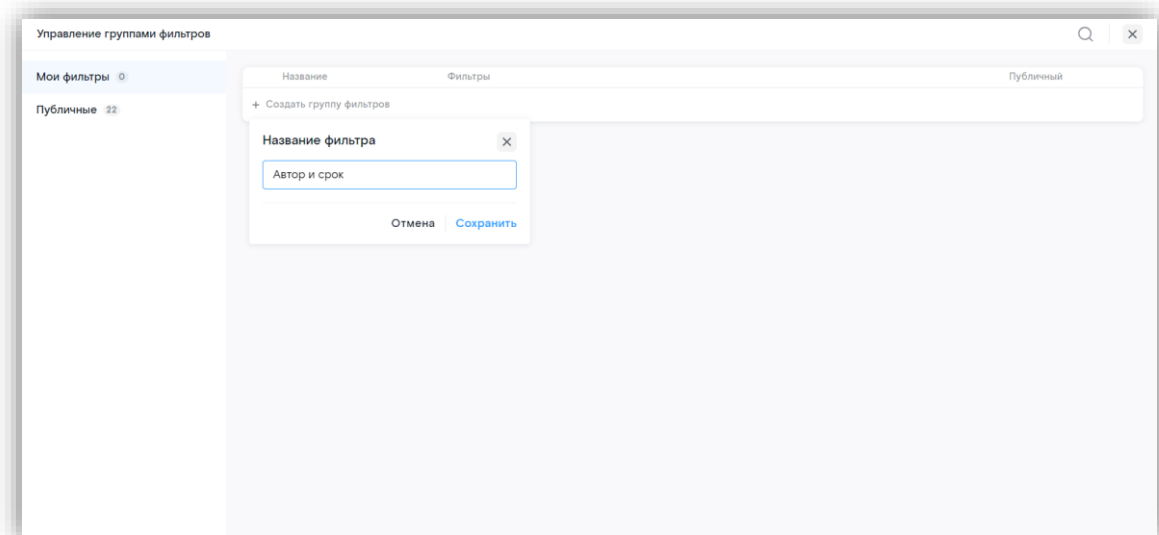 Управление группами фильтров
Мои фильтры 0
Публичные 22
Название Фильтры Публичный
+ Создать группу фильтров
Название фильтра
Автор и срок
Отмена Сохранить